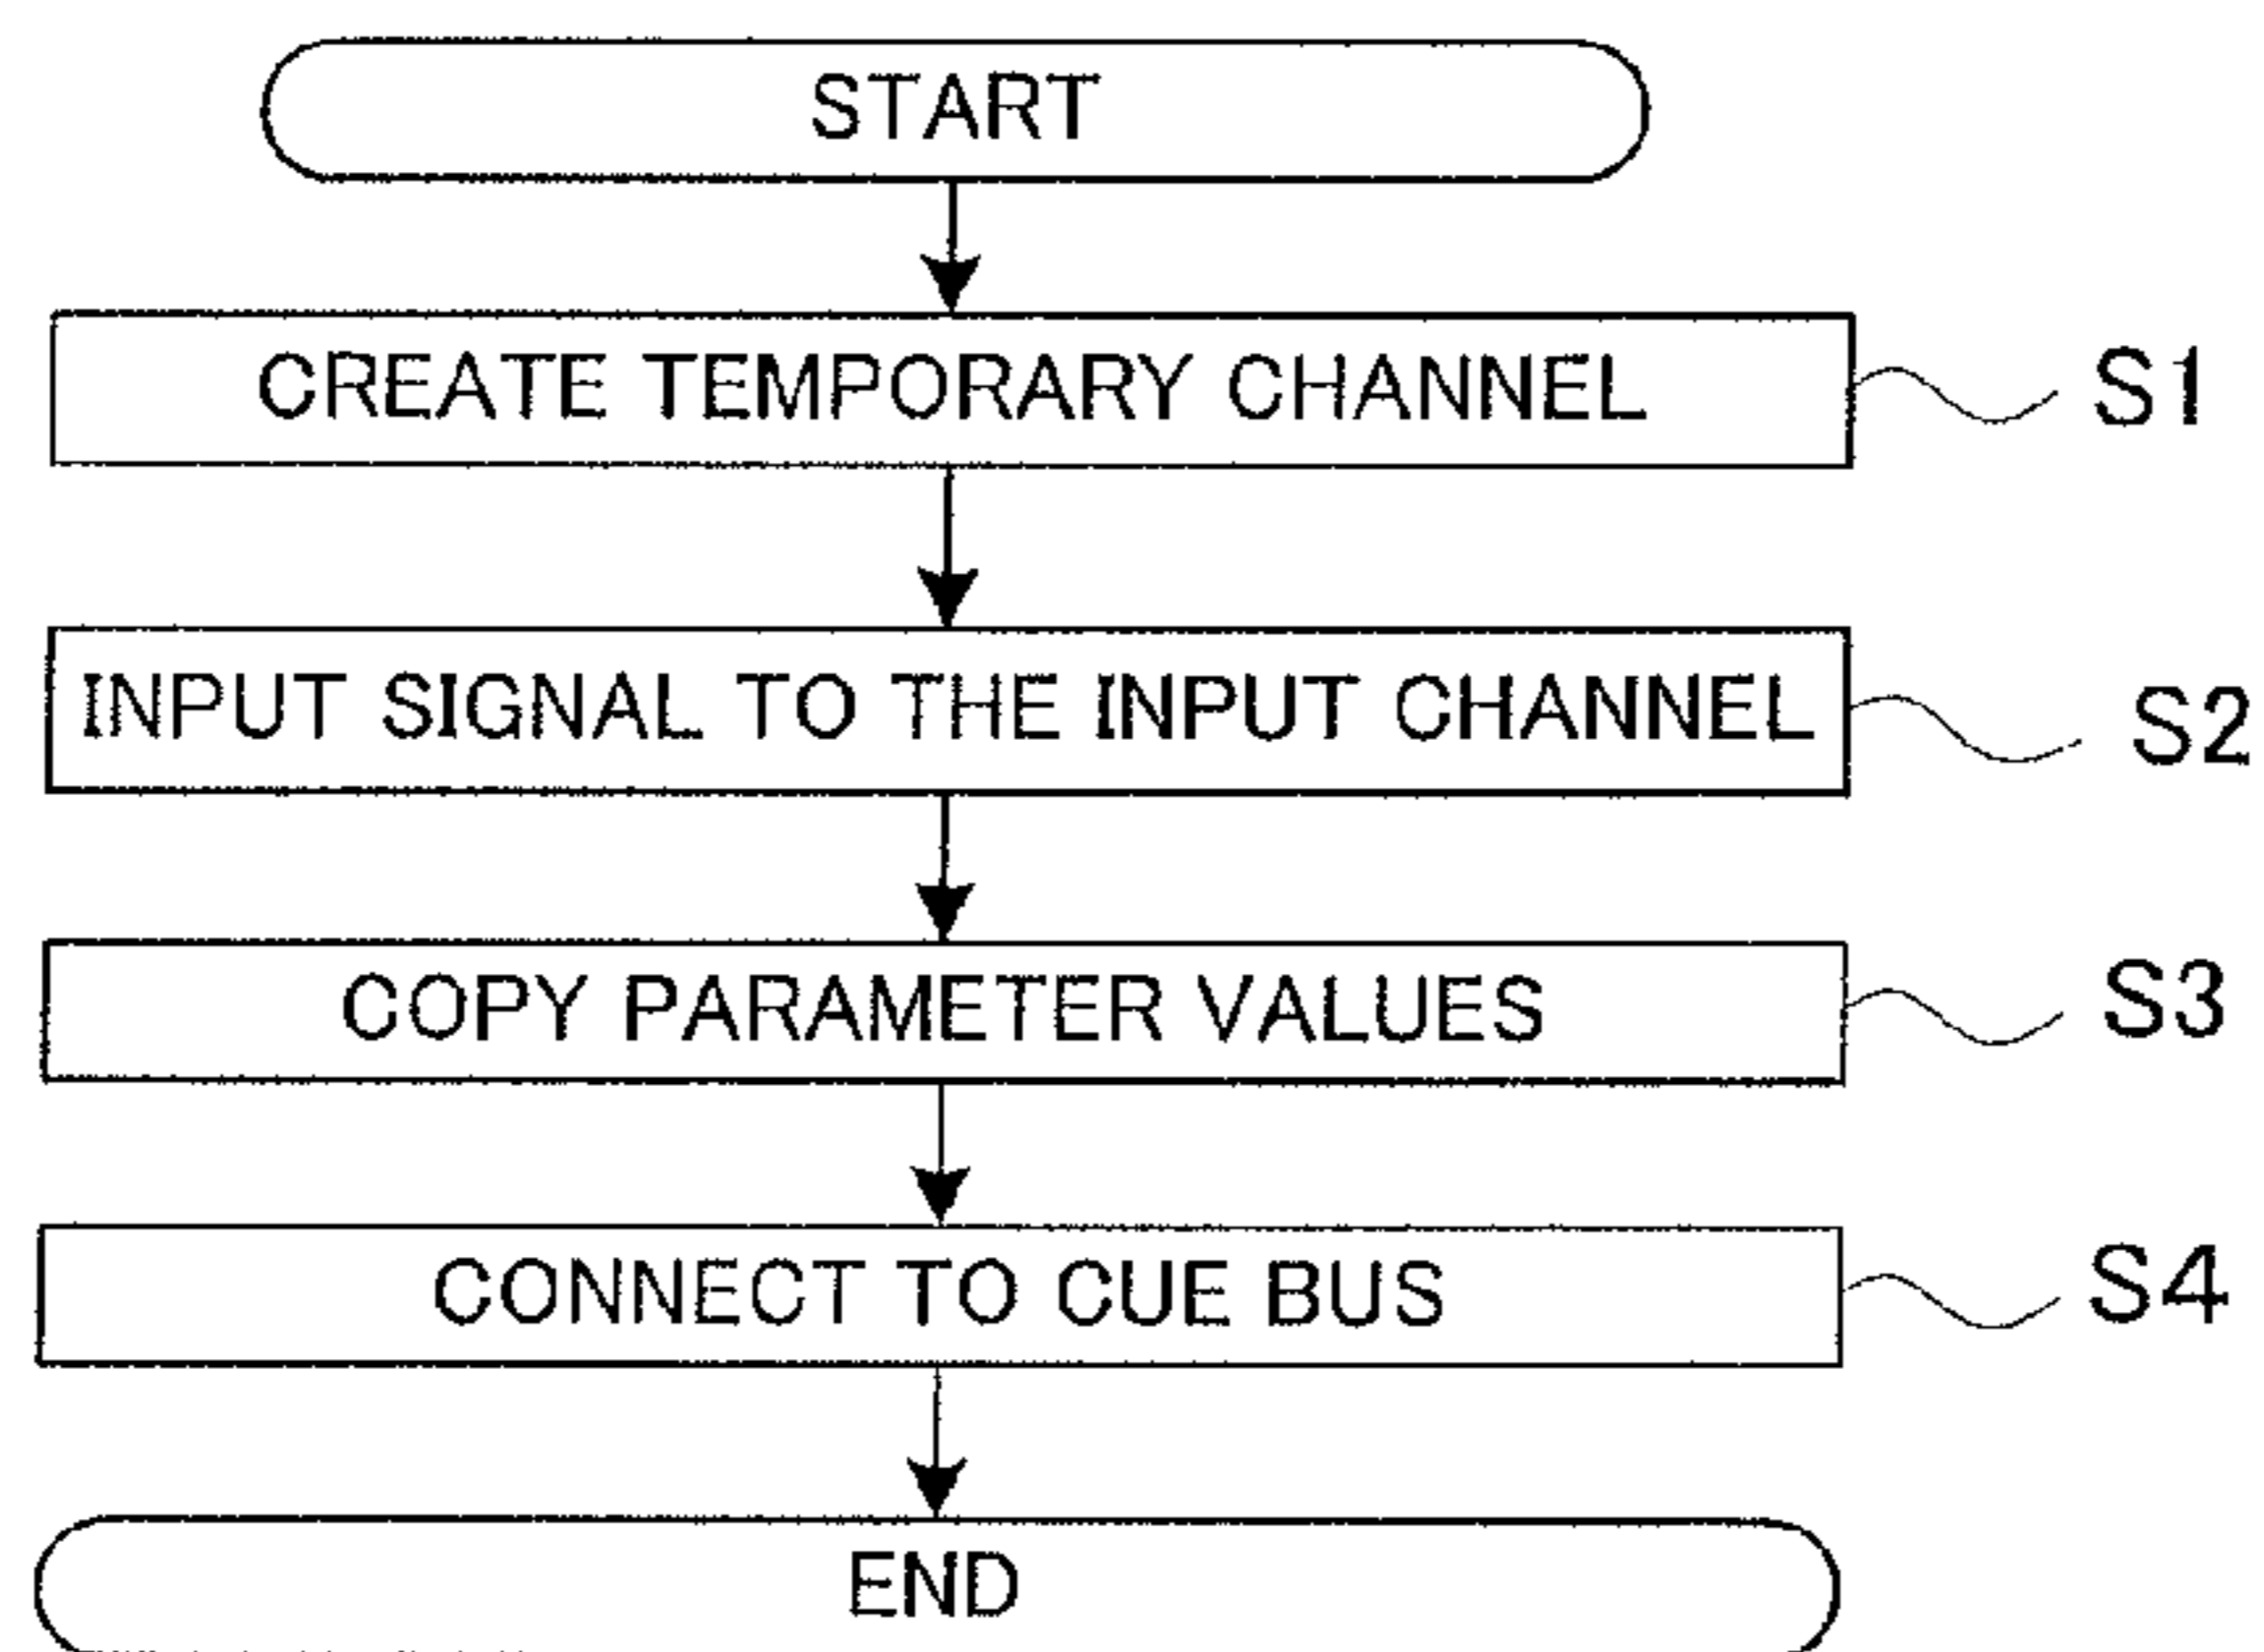 START
CREATE TEMPORARY CHANNEL S1
INPUT SIGNAL TO THE INPUT CHANNEL S2
COPY PARAMETER VALUES S3
CONNECT TO CUE BUS S4
END